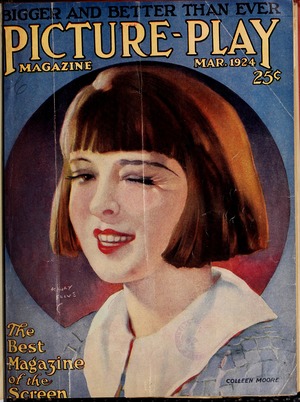 BIGGER AND BETTER THAN EVER
PICTURE-PLAY
MAGAZINE
MAR. 1924
25¢
The
Best
Magazine
of the
Screen
COLLEEN MOORE